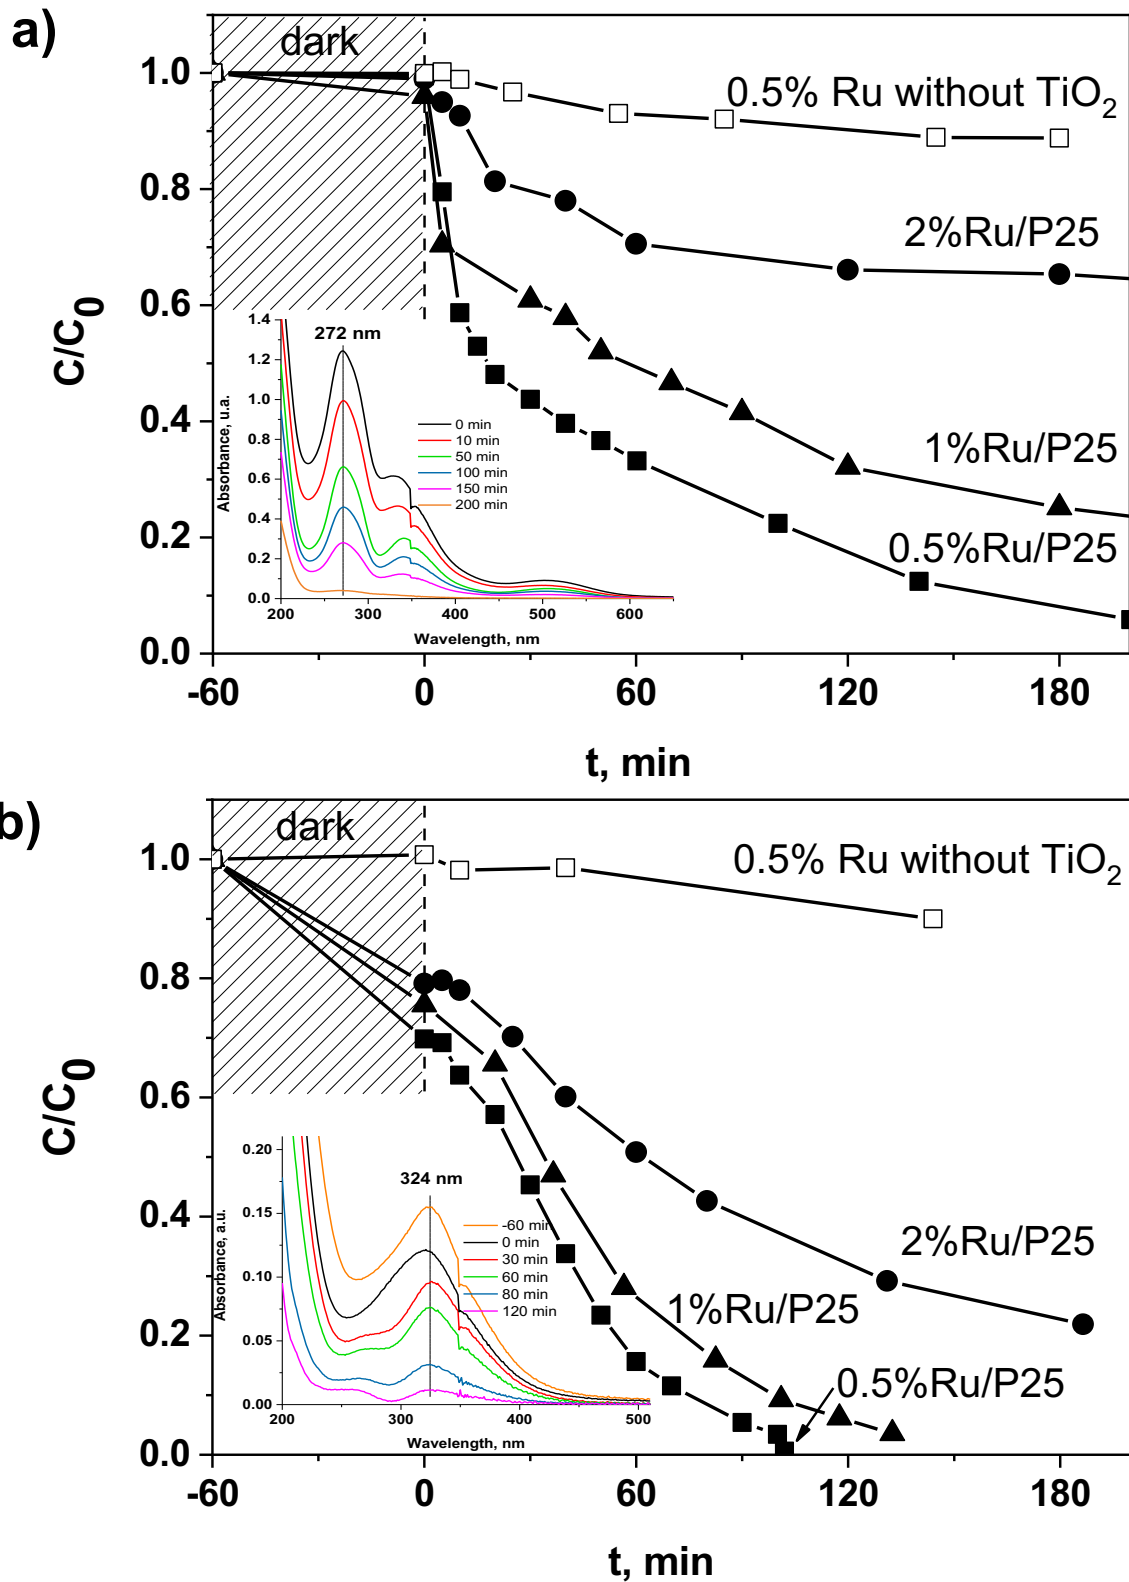 a)
dark
0.5% Ru without TiO₂
2%Ru/P25
1%Ru/P25
0.5%Ru/P25
C/C₀
1.0
0.8
0.6
0.4
0.2
0.0
-60
0
60
120
180
t, min
272 nm
Absorbance, u.a.
1.4
1.2
1.0
0.8
0.6
0.4
0.2
0.0
0 min
10 min
50 min
100 min
150 min
200 min
200
300
400
500
600
Wavelength, nm
b)
dark
0.5% Ru without TiO₂
2%Ru/P25
1%Ru/P25
0.5%Ru/P25
C/C₀
1.0
0.8
0.6
0.4
0.2
0.0
-60
0
60
120
180
t, min
324 nm
Absorbance, a.u.
0.20
0.15
0.10
0.05
0.00
-60 min
0 min
30 min
60 min
80 min
120 min
200
300
400
500
Wavelength, nm